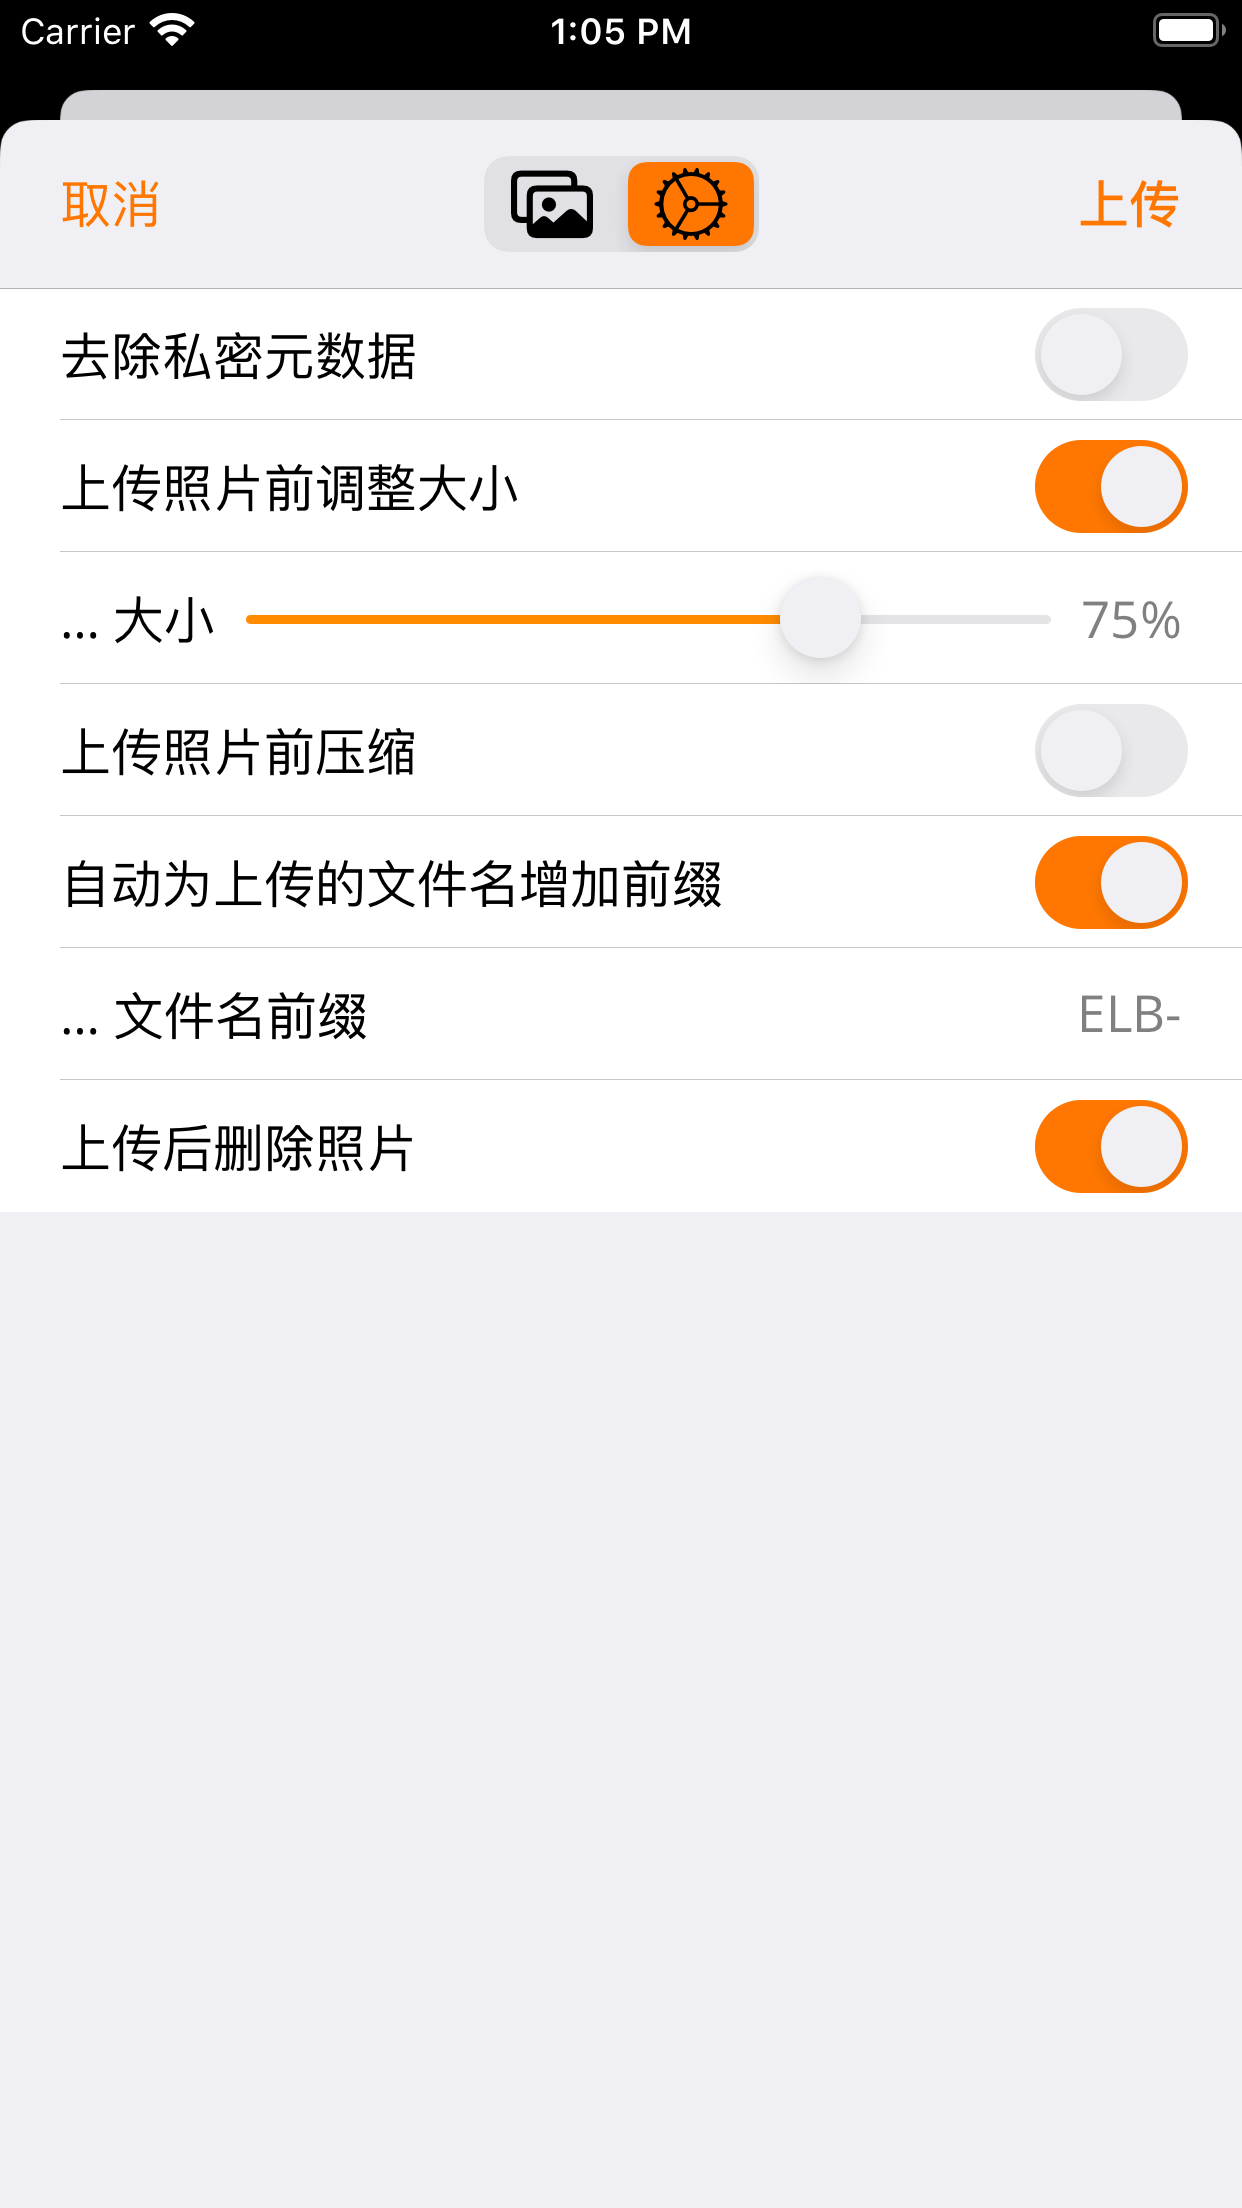 Carrier 1:05 PM
取消 上传
去除私密元数据
上传照片前调整大小
... 大小 75%
上传照片前压缩
自动为上传的文件名增加前缀
... 文件名前缀 ELB-
上传后删除照片